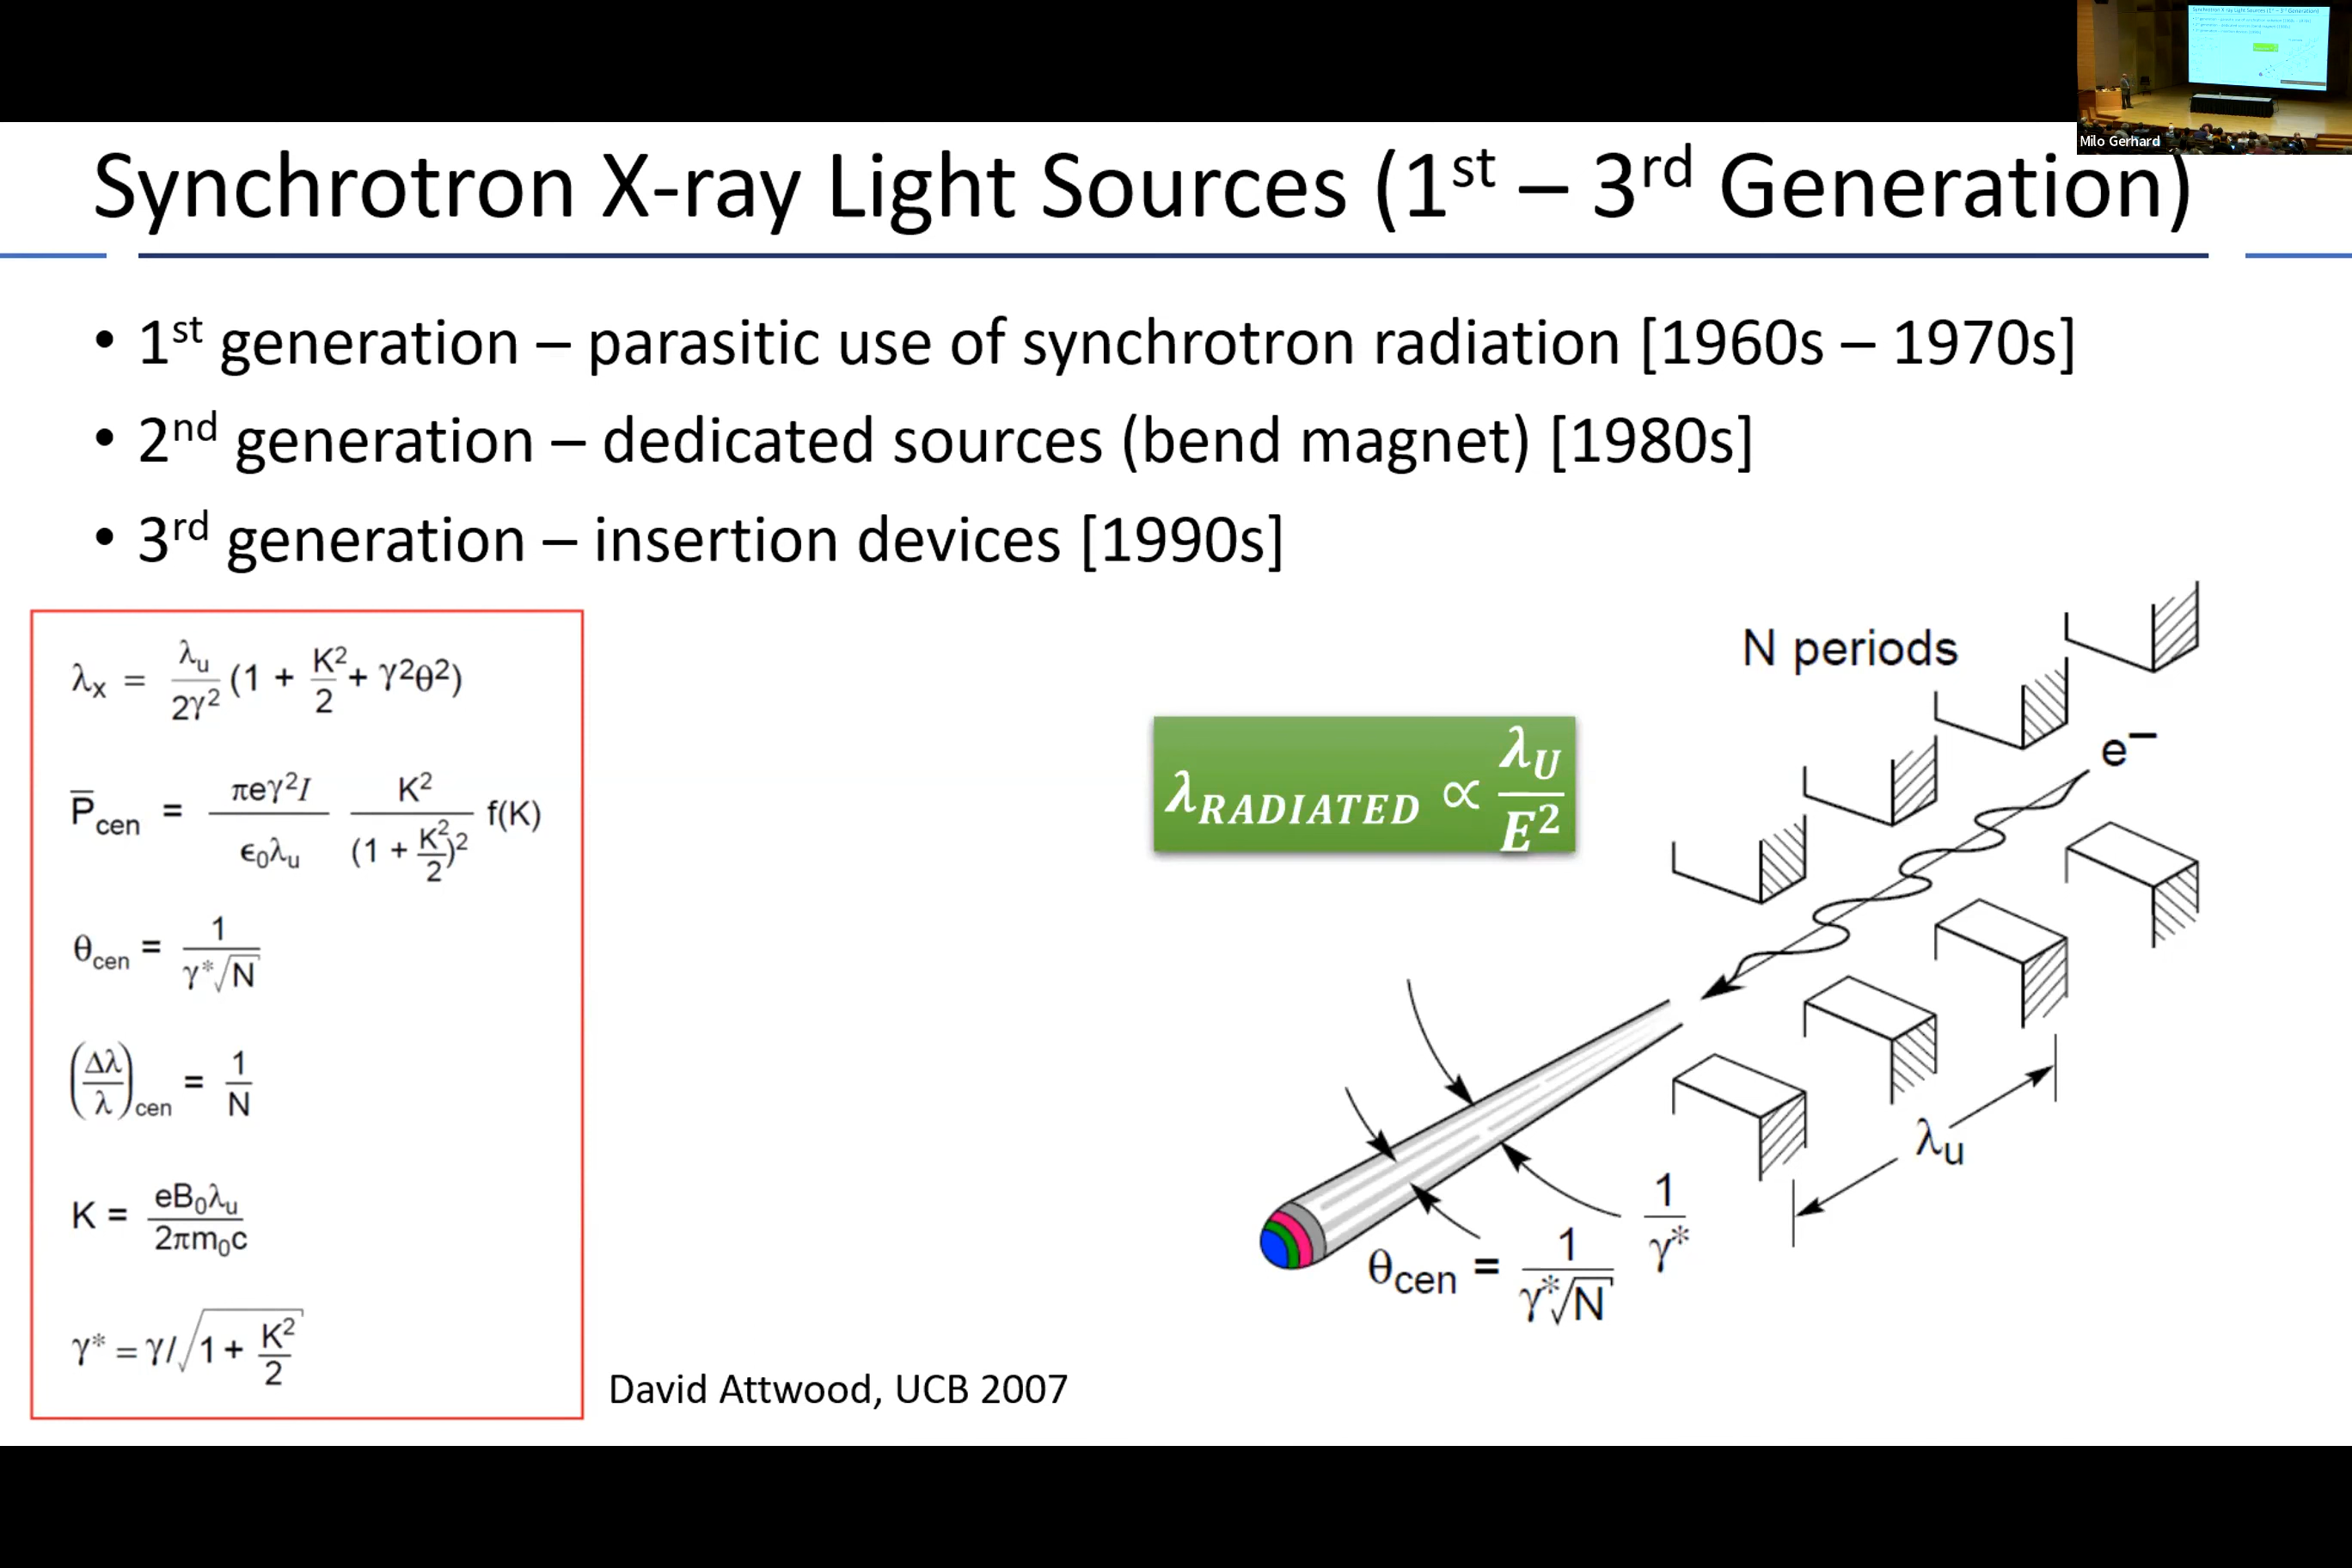 Milo Gerhard
Synchrotron X-ray Light Sources (1st – 3rd Generation)
• 1st generation – parasitic use of synchrotron radiation [1960s – 1970s]
• 2nd generation – dedicated sources (bend magnet) [1980s]
• 3rd generation – insertion devices [1990s]
λx = λu/2γ² (1 + K²/2 + γ²θ²)
P̅cen = πeγ²I/ϵ₀λu K²/(1 + K²/2)² f(K)
θcen = 1/γ*√N
(Δλ/λ)cen = 1/N
K = eB₀λu/2πm₀c
γ* = γ/√1 + K²/2
David Attwood, UCB 2007
λRADIATED ∝ λU/E²
N periods
e–
λu
1/γ*
θcen = 1/γ*√N